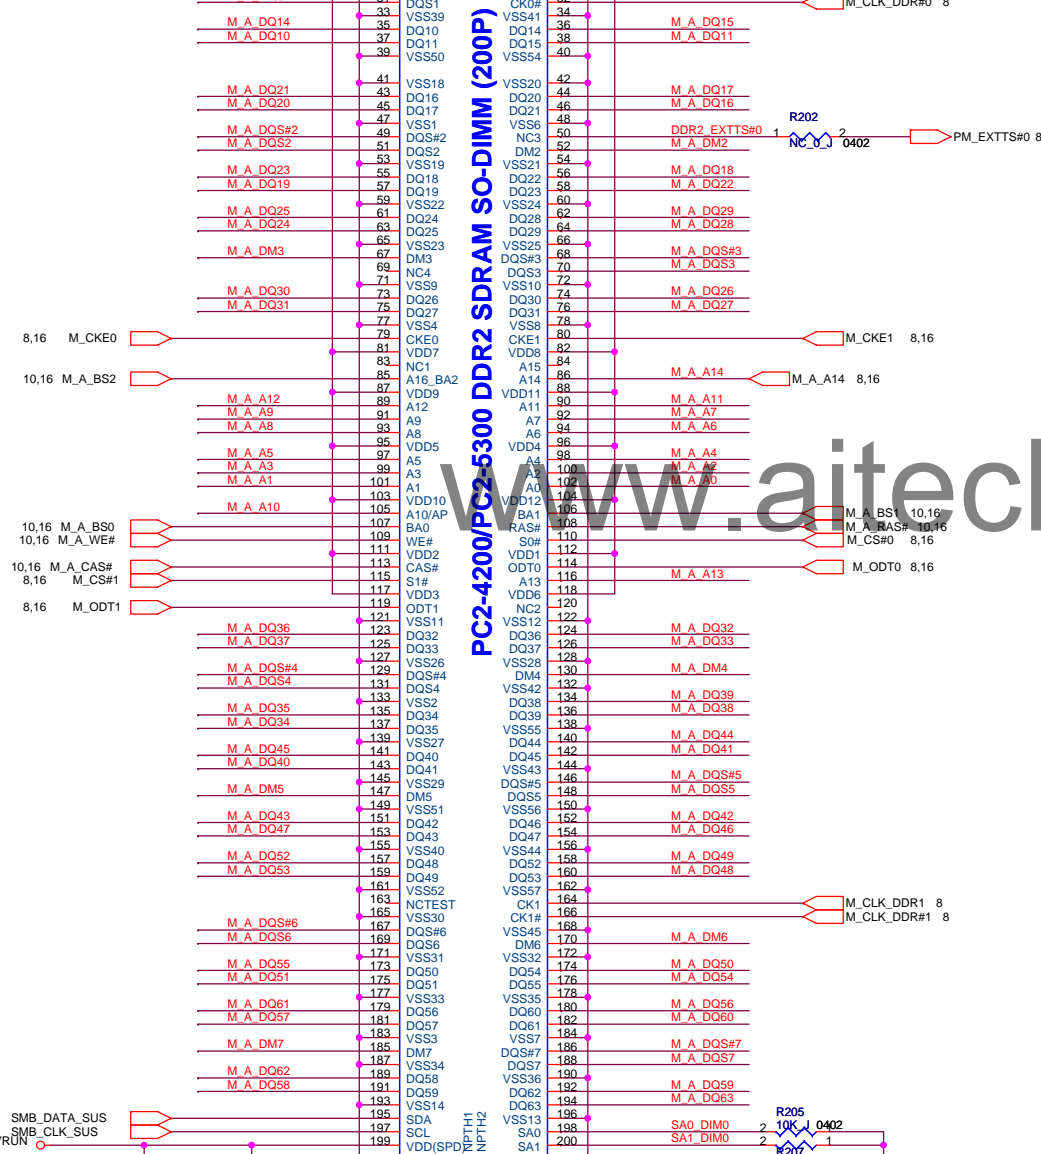 31 DQS1 CK0# 32 M_CLK_DDR#0 8
33 VSS39 VSS41 34
M_A_DQ14 35 DQ10 DQ14 36 M_A_DQ15
M_A_DQ10 37 DQ11 DQ15 38 M_A_DQ11
39 VSS50 VSS54 40
41 VSS18 VSS20 42
M_A_DQ21 43 DQ16 DQ20 44 M_A_DQ17
M_A_DQ20 45 DQ17 DQ21 46 M_A_DQ16
47 VSS1 VSS6 48
R202
M_A_DQS#2 49 DQS#2 NC3 50 DDR2_EXTTS#0 1 2 PM_EXTTS#0 8
NC_0_J 0402
M_A_DQS2 51 DQS2 DM2 52 M_A_DM2
53 VSS19 VSS21 54
M_A_DQ23 55 DQ18 DQ22 56 M_A_DQ18
M_A_DQ19 57 DQ19 DQ23 58 M_A_DQ22
59 VSS22 VSS24 60
M_A_DQ25 61 DQ24 DQ28 62 M_A_DQ29
M_A_DQ24 63 DQ25 DQ29 64 M_A_DQ28
65 VSS23 VSS25 66
M_A_DM3 67 DM3 DQS#3 68 M_A_DQS#3
69 NC4 DQS3 70 M_A_DQS3
71 VSS9 VSS10 72
M_A_DQ30 73 DQ26 DQ30 74 M_A_DQ26
M_A_DQ31 75 DQ27 DQ31 76 M_A_DQ27
77 VSS4 VSS8 78
8,16 M_CKE0 79 CKE0 CKE1 80 M_CKE1 8,16
81 VDD7 VDD8 82
83 NC1 A15 84
10,16 M_A_BS2 85 A16_BA2 A14 86 M_A_A14 M_A_A14 8,16
87 VDD9 VDD11 88
M_A_A12 89 A12 A11 90 M_A_A11
M_A_A9 91 A9 A7 92 M_A_A7
M_A_A8 93 A8 A6 94 M_A_A6
95 VDD5 VDD4 96
M_A_A5 97 A5 A4 98 M_A_A4
M_A_A3 99 A3 A2 100 M_A_A2
M_A_A1 101 A1 A0 102 M_A_A0
103 VDD10 VDD12 104
M_A_A10 105 A10/AP BA1 106 M_A_BS1 10,16
10,16 M_A_BS0 107 BA0 RAS# 108 M_A_RAS# 10,16
10,16 M_A_WE# 109 WE# S0# 110 M_CS#0 8,16
111 VDD2 VDD1 112
10,16 M_A_CAS# 113 CAS# ODT0 114 M_ODT0 8,16
8,16 M_CS#1 115 S1# A13 116 M_A_A13
117 VDD3 VDD6 118
8,16 M_ODT1 119 ODT1 NC2 120
121 VSS11 VSS12 122
M_A_DQ36 123 DQ32 DQ36 124 M_A_DQ32
M_A_DQ37 125 DQ33 DQ37 126 M_A_DQ33
127 VSS26 VSS28 128
M_A_DQS#4 129 DQS#4 DM4 130 M_A_DM4
M_A_DQS4 131 DQS4 VSS42 132
133 VSS2 DQ38 134 M_A_DQ39
M_A_DQ35 135 DQ34 DQ39 136 M_A_DQ38
M_A_DQ34 137 DQ35 VSS55 138
139 VSS27 DQ44 140 M_A_DQ44
M_A_DQ45 141 DQ40 DQ45 142 M_A_DQ41
M_A_DQ40 143 DQ41 VSS43 144
145 VSS29 DQS#5 146 M_A_DQS#5
M_A_DM5 147 DM5 DQS5 148 M_A_DQS5
149 VSS51 VSS56 150
M_A_DQ43 151 DQ42 DQ46 152 M_A_DQ42
M_A_DQ47 153 DQ43 DQ47 154 M_A_DQ46
155 VSS40 VSS44 156
M_A_DQ52 157 DQ48 DQ52 158 M_A_DQ49
M_A_DQ53 159 DQ49 DQ53 160 M_A_DQ48
161 VSS52 VSS57 162
163 NCTEST CK1 164 M_CLK_DDR1 8
165 VSS30 CK1# 166 M_CLK_DDR#1 8
M_A_DQS#6 167 DQS#6 VSS45 168
M_A_DQS6 169 DQS6 DM6 170 M_A_DM6
171 VSS31 VSS32 172
M_A_DQ55 173 DQ50 DQ54 174 M_A_DQ50
M_A_DQ51 175 DQ51 DQ55 176 M_A_DQ54
177 VSS33 VSS35 178
M_A_DQ61 179 DQ56 DQ60 180 M_A_DQ56
M_A_DQ57 181 DQ57 DQ61 182 M_A_DQ60
183 VSS3 VSS7 184
M_A_DM7 185 DM7 DQS#7 186 M_A_DQS#7
187 VSS34 DQS7 188 M_A_DQS7
M_A_DQ62 189 DQ58 VSS36 190
M_A_DQ58 191 DQ59 DQ62 192 M_A_DQ59
193 VSS14 DQ63 194 M_A_DQ63
SMB_DATA_SUS 195 SDA VSS13 196
R205
10K_J 0402
SMB_CLK_SUS 197 SCL SA0 198 SA0_DIM0 2 1
VRUN 199 VDD(SPD) SA1 200 SA1_DIM0 2 1
R207
NPTH1
NPTH2
PC2-4200/PC2-5300 DDR2 SDRAM SO-DIMM (200P)
www.aitecl